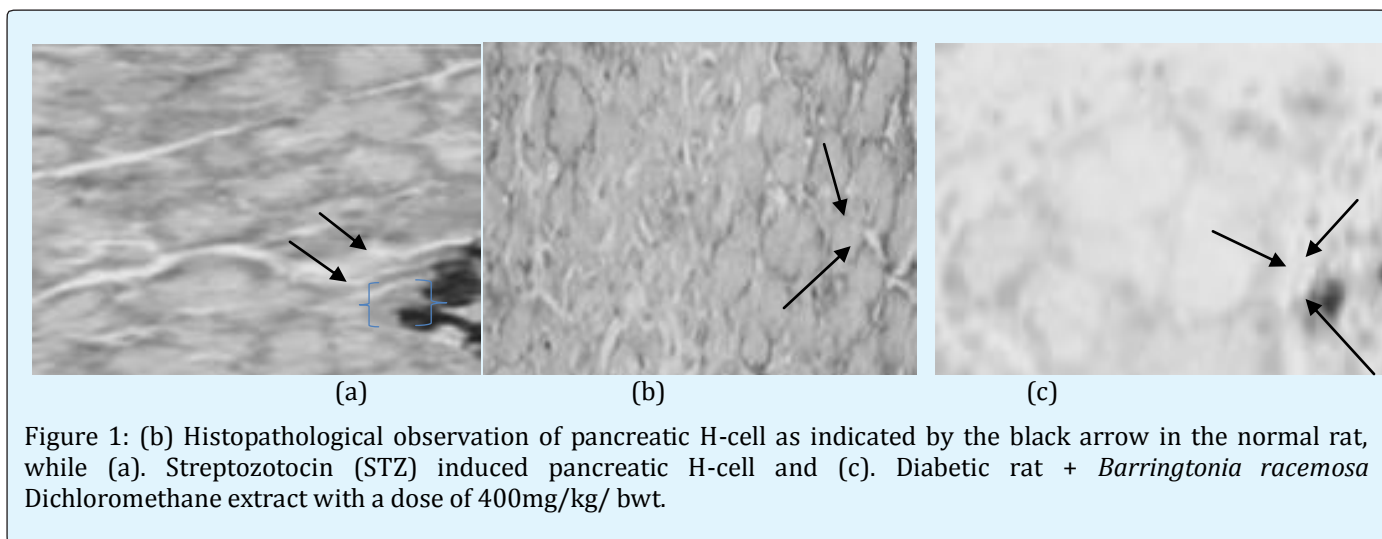 (a) (b) (c)
Figure 1: (b) Histopathological observation of pancreatic H-cell as indicated by the black arrow in the normal rat,
while (a). Streptozotocin (STZ) induced pancreatic H-cell and (c). Diabetic rat + Barringtonia racemosa
Dichloromethane extract with a dose of 400mg/kg/ bwt.